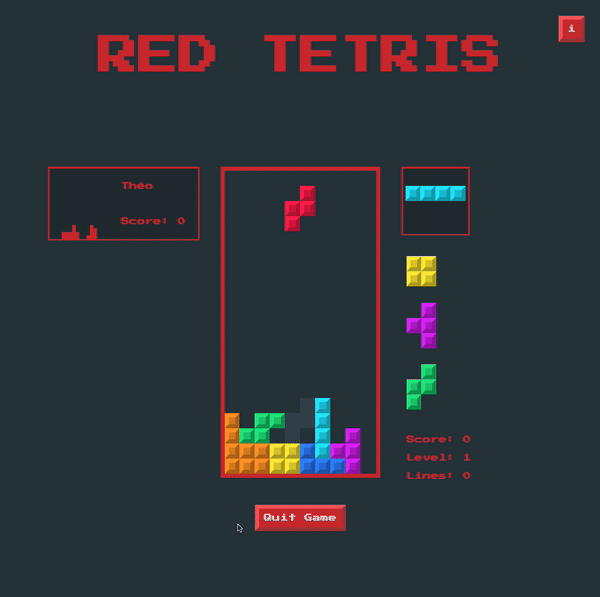 RED TETRIS
i
Théo
Score: 0
Score: 0
Level: 1
Lines: 0
Quit Game